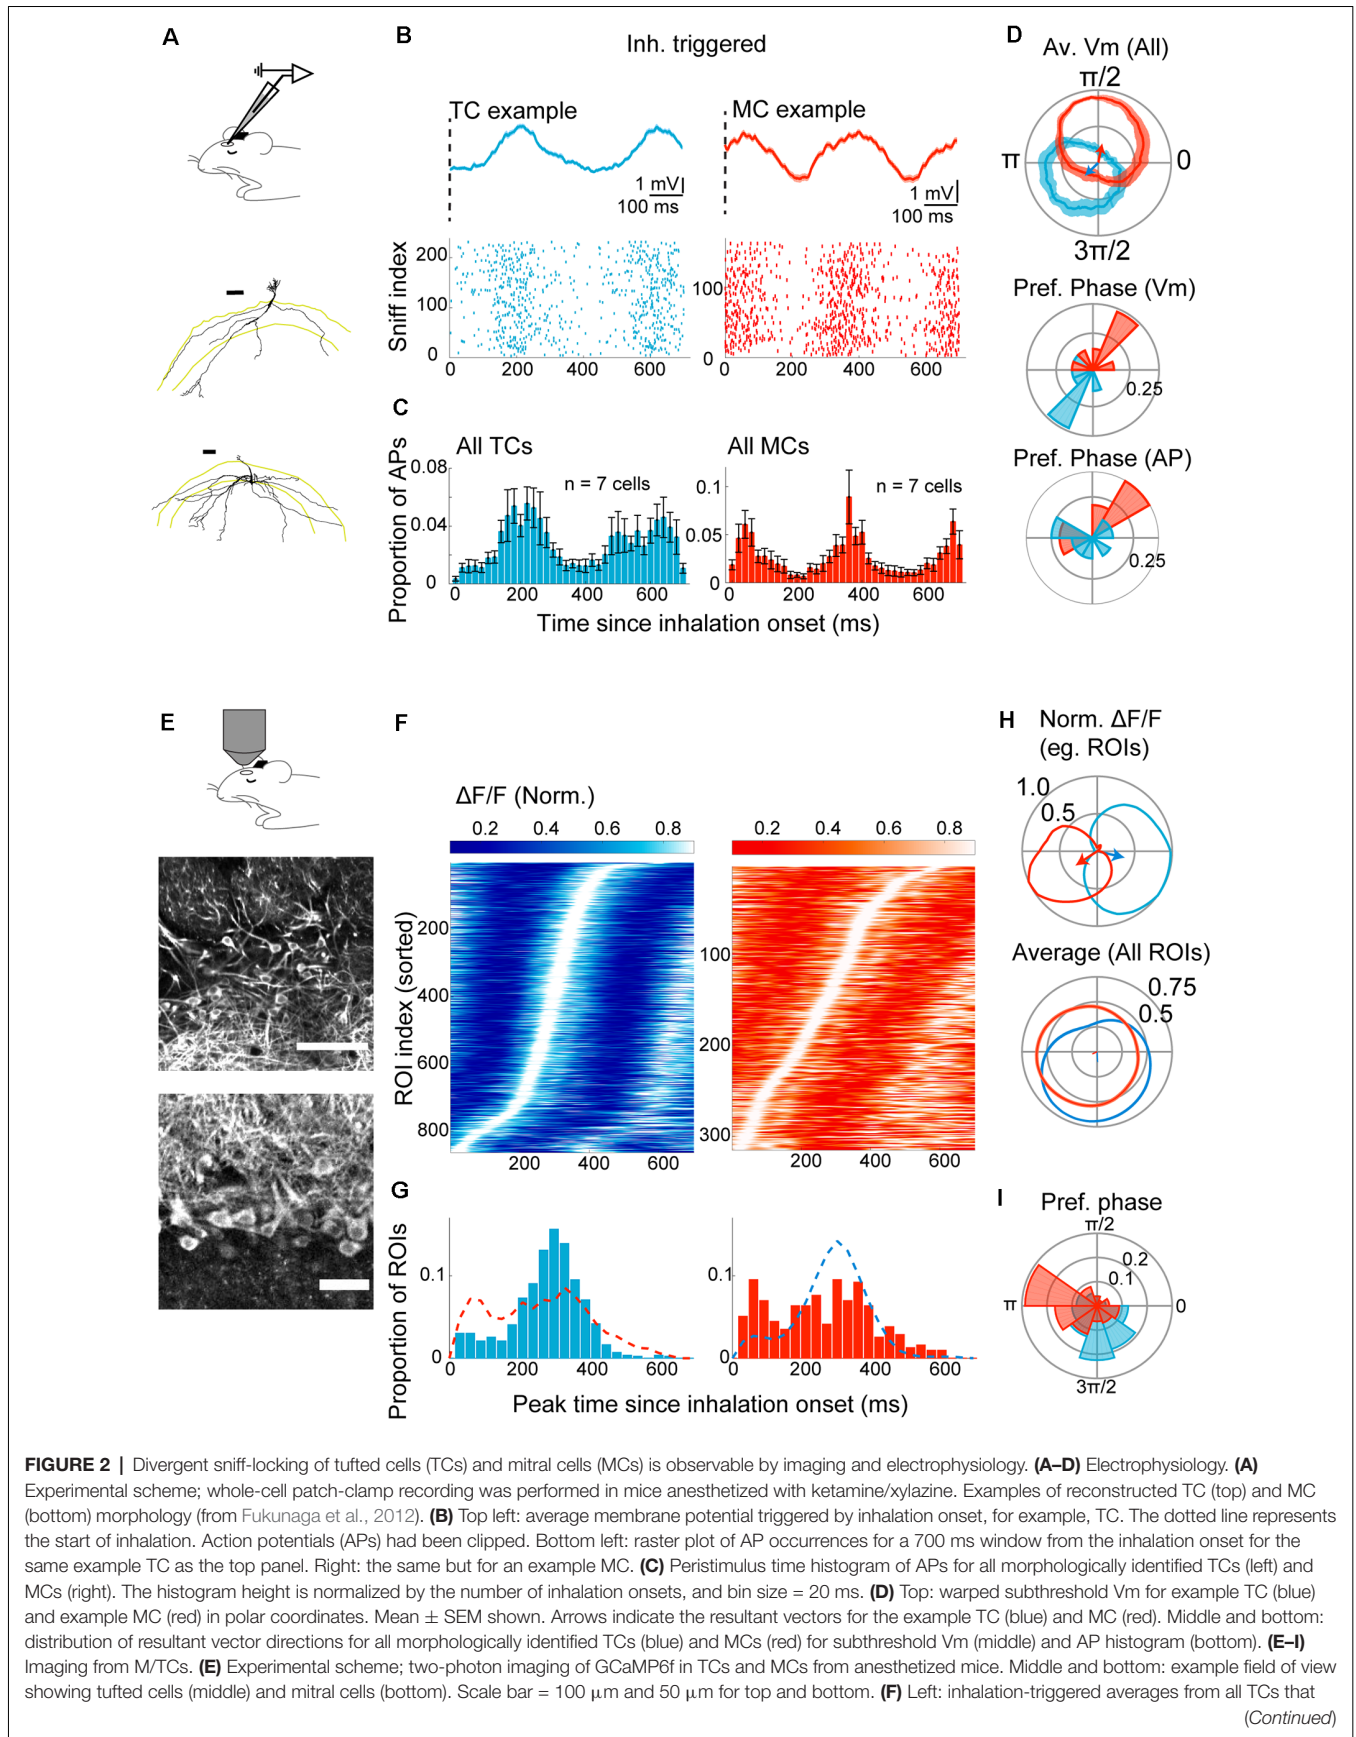 A
B
Inh. triggered
TC example
MC example
1 mV
100 ms
1 mV
100 ms
Sniff index
200
100
0
100
0
0 200 400 600
0 200 400 600
C
All TCs
All MCs
n = 7 cells
n = 7 cells
Proportion of APs
0.08
0.04
0
0.1
0.05
0
0 200 400 600
0 200 400 600
Time since inhalation onset (ms)
D
Av. Vm (All)
π/2
π
0
3π/2
Pref. Phase (Vm)
0.25
Pref. Phase (AP)
0.25
E
F
ΔF/F (Norm.)
0.2 0.4 0.6 0.8
0.2 0.4 0.6 0.8
ROI index (sorted)
200
400
600
800
100
200
300
200 400 600
200 400 600
G
Proportion of ROIs
0.1
0
0.1
0
0 200 400 600
0 200 400 600
Peak time since inhalation onset (ms)
H
Norm. ΔF/F
(eg. ROIs)
1.0
0.5
Average (All ROIs)
0.75
0.5
I
Pref. phase
π/2
0.2
0.1
π
0
3π/2
FIGURE 2 | Divergent sniff-locking of tufted cells (TCs) and mitral cells (MCs) is observable by imaging and electrophysiology. (A–D) Electrophysiology. (A)
Experimental scheme; whole-cell patch-clamp recording was performed in mice anesthetized with ketamine/xylazine. Examples of reconstructed TC (top) and MC
(bottom) morphology (from Fukunaga et al., 2012). (B) Top left: average membrane potential triggered by inhalation onset, for example, TC. The dotted line represents
the start of inhalation. Action potentials (APs) had been clipped. Bottom left: raster plot of AP occurrences for a 700 ms window from the inhalation onset for the
same example TC as the top panel. Right: the same but for an example MC. (C) Peristimulus time histogram of APs for all morphologically identified TCs (left) and
MCs (right). The histogram height is normalized by the number of inhalation onsets, and bin size = 20 ms. (D) Top: warped subthreshold Vm for example TC (blue)
and example MC (red) in polar coordinates. Mean ± SEM shown. Arrows indicate the resultant vectors for the example TC (blue) and MC (red). Middle and bottom:
distribution of resultant vector directions for all morphologically identified TCs (blue) and MCs (red) for subthreshold Vm (middle) and AP histogram (bottom). (E–I)
Imaging from M/TCs. (E) Experimental scheme; two-photon imaging of GCaMP6f in TCs and MCs from anesthetized mice. Middle and bottom: example field of view
showing tufted cells (middle) and mitral cells (bottom). Scale bar = 100 μm and 50 μm for top and bottom. (F) Left: inhalation-triggered averages from all TCs that
(Continued)